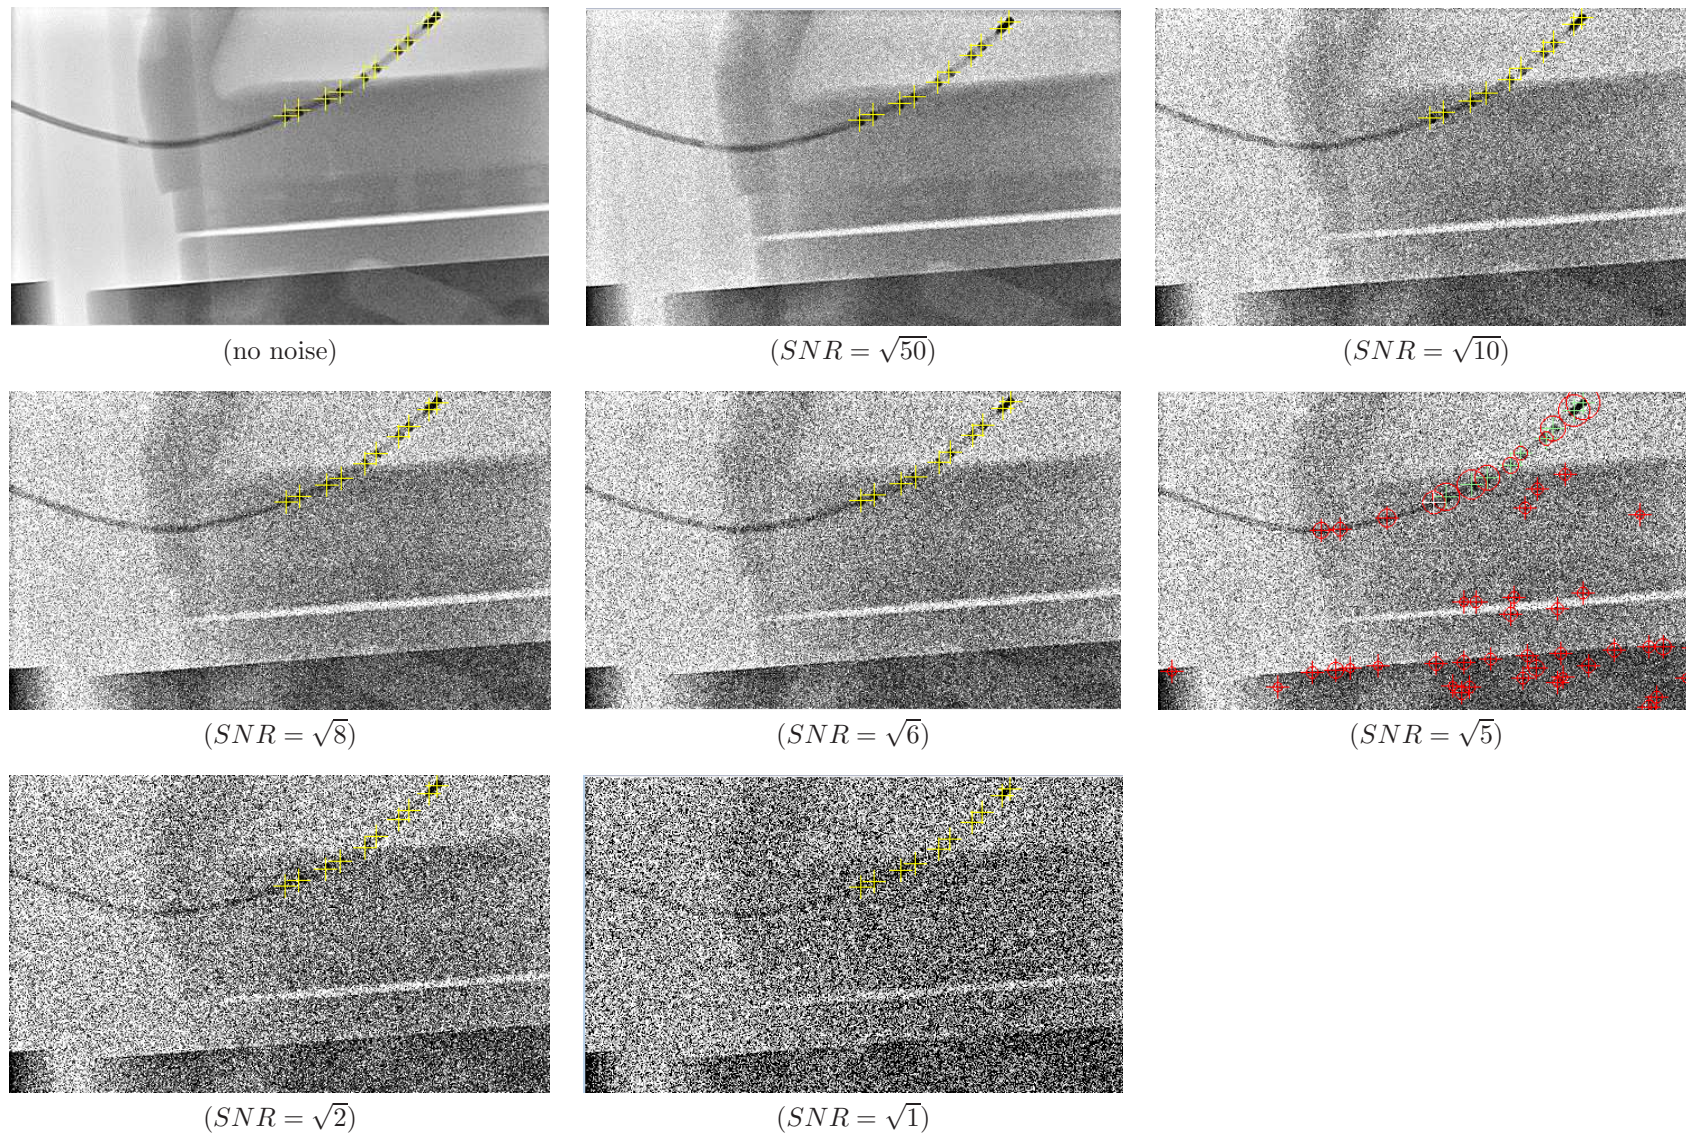 (no noise)
(SNR = √50)
(SNR = √10)
(SNR = √8)
(SNR = √6)
(SNR = √5)
(SNR = √2)
(SNR = √1)